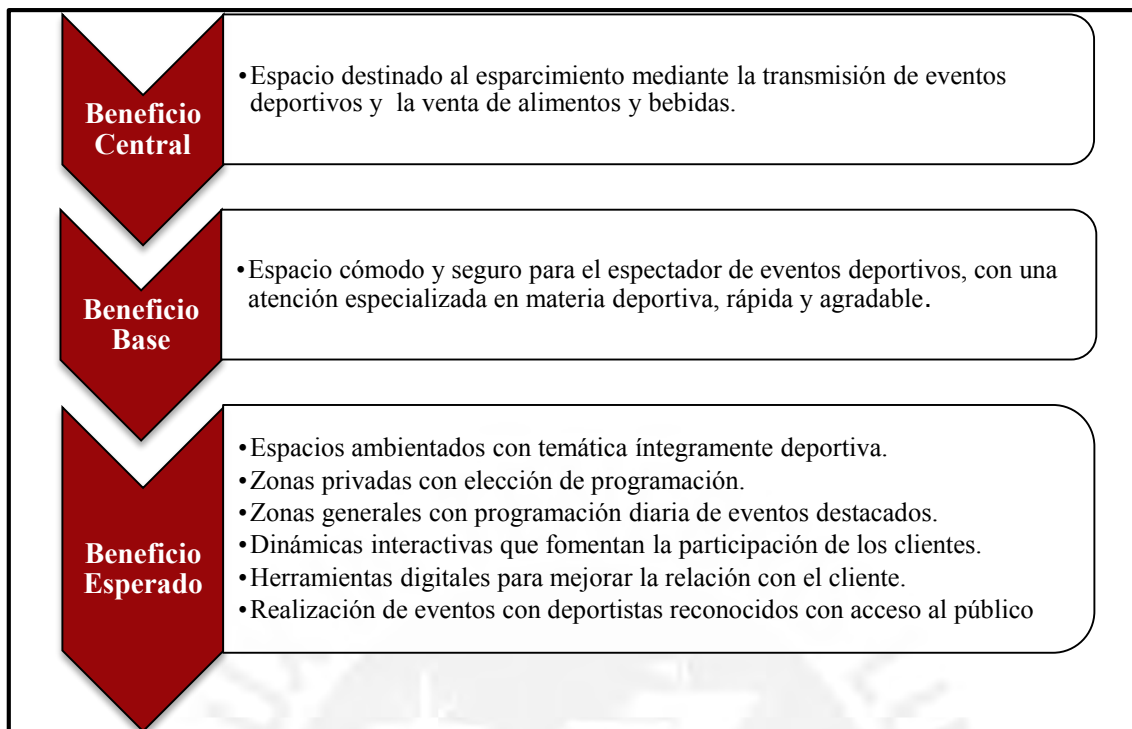 Beneficio
Central
•Espacio destinado al esparcimiento mediante la transmisión de eventos
deportivos y la venta de alimentos y bebidas.
Beneficio
Base
•Espacio cómodo y seguro para el espectador de eventos deportivos, con una
atención especializada en materia deportiva, rápida y agradable.
Beneficio
Esperado
•Espacios ambientados con temática íntegramente deportiva.
•Zonas privadas con elección de programación.
•Zonas generales con programación diaria de eventos destacados.
•Dinámicas interactivas que fomentan la participación de los clientes.
•Herramientas digitales para mejorar la relación con el cliente.
•Realización de eventos con deportistas reconocidos con acceso al público